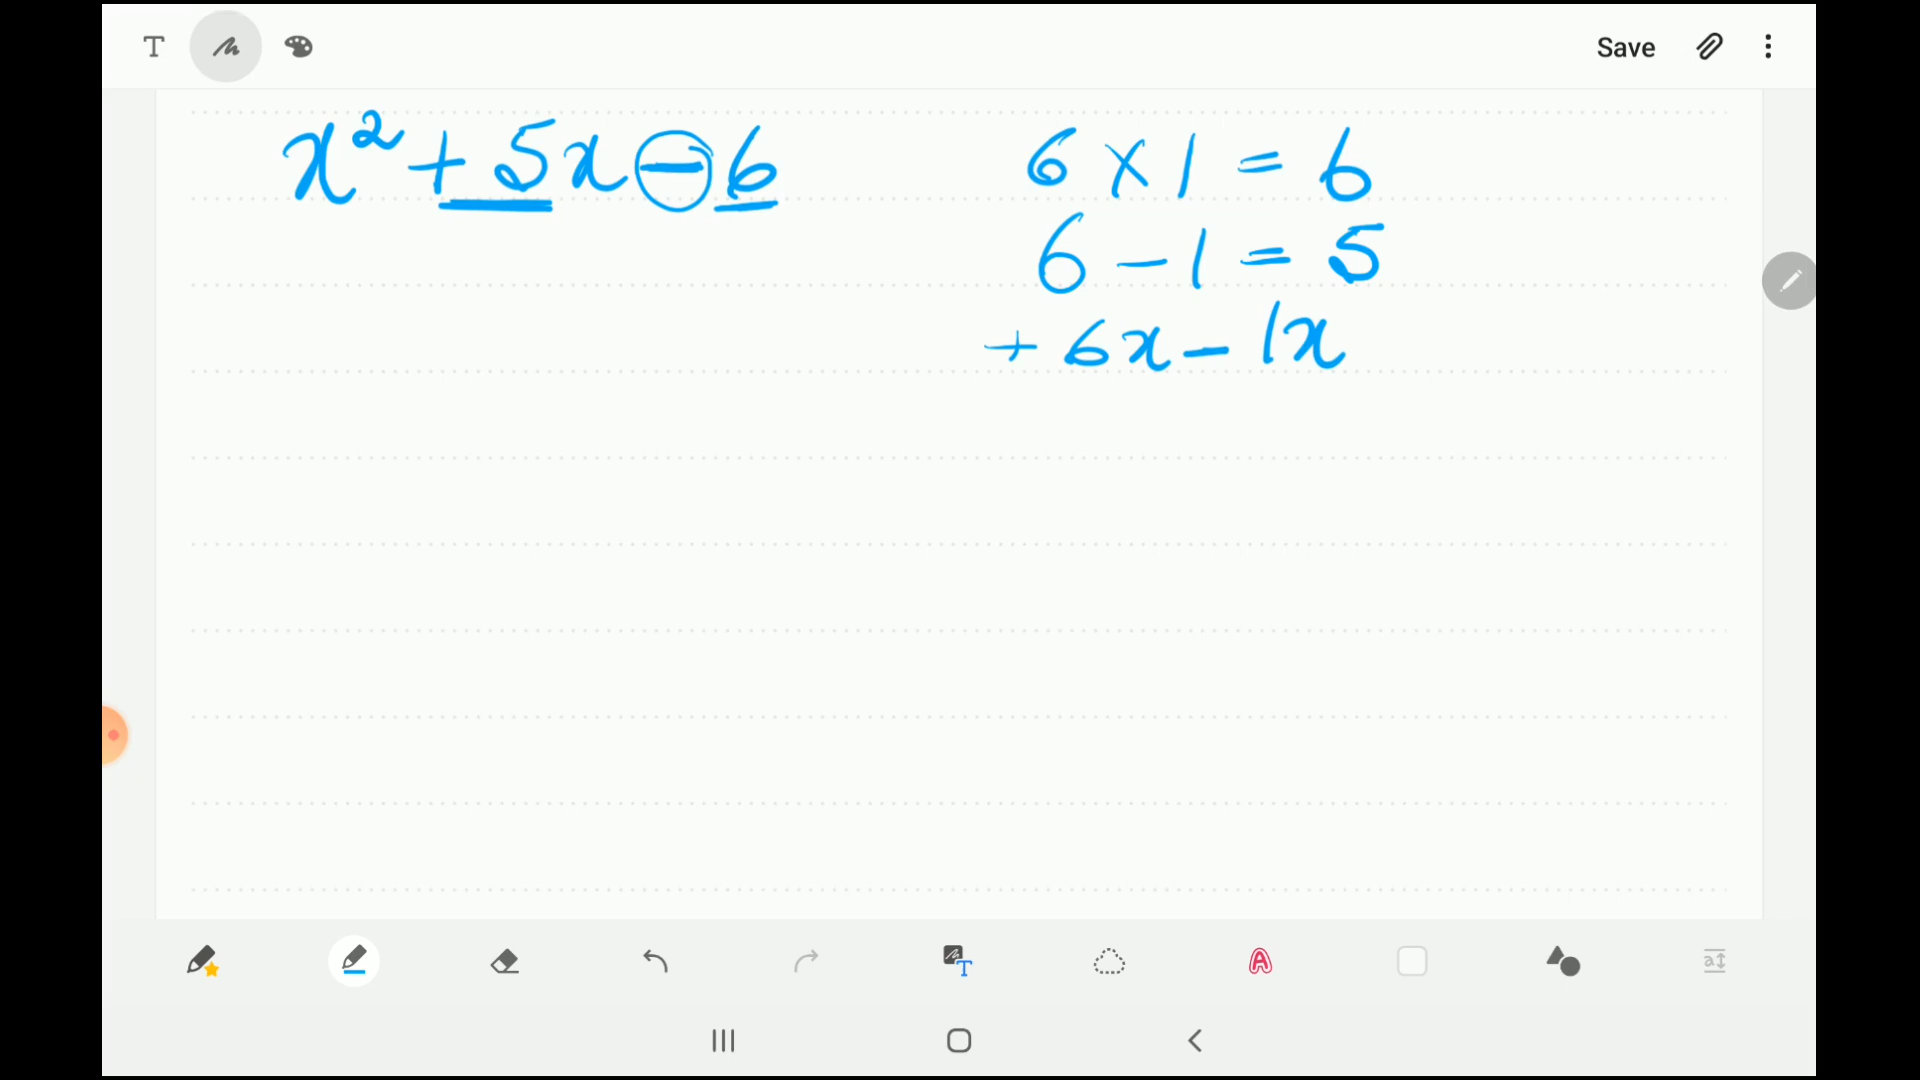 T Save
x² + 5x - 6
6 × 1 = 6
6 - 1 = 5
+ 6x - 1x
T A a